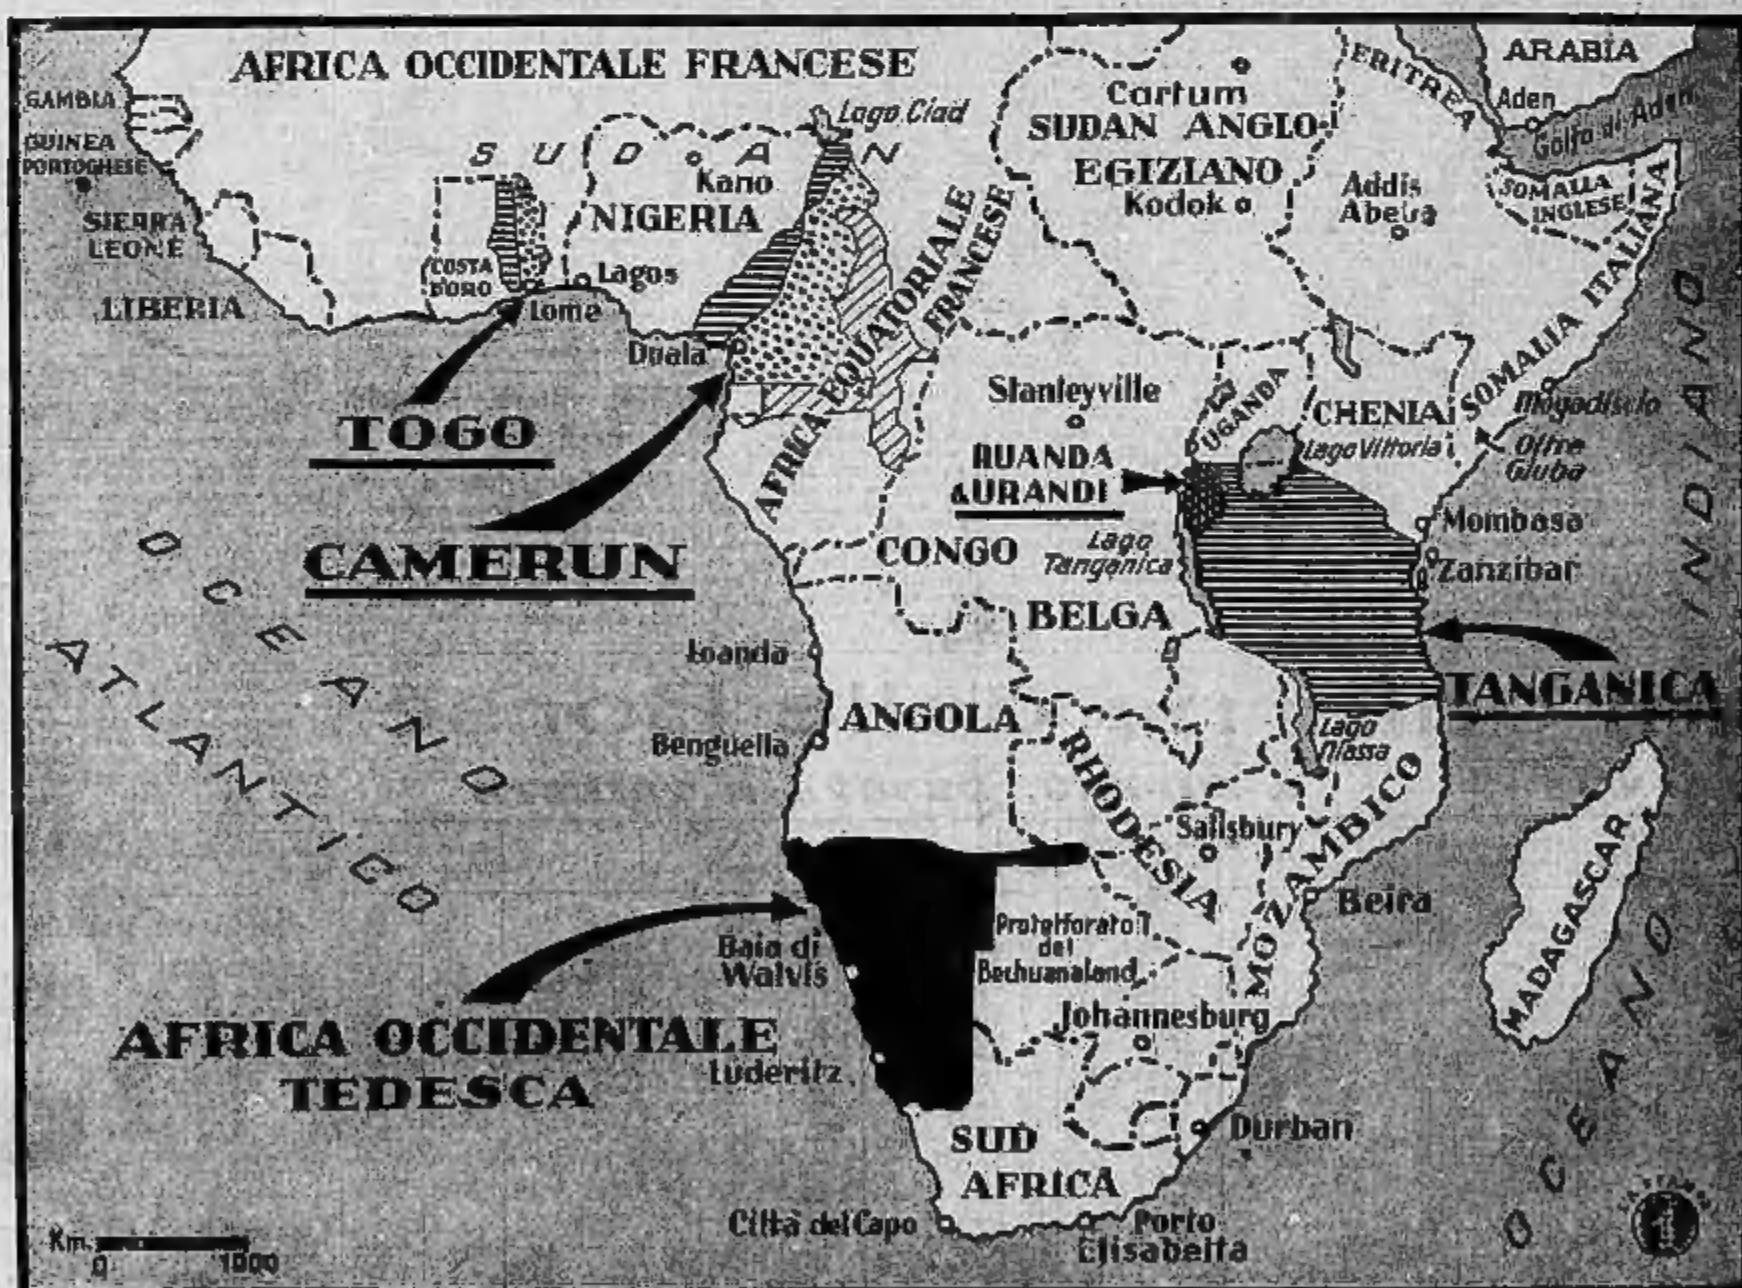 AFRICA OCCIDENTALE FRANCESE
ERITREA
ARABIA
GAMBIA
Lago Ciad
Cartum
Aden
Golfo di Aden
GUINEA
PORTOGHESE
SUDAN
SUDAN ANGLO-
EGIZIANO
Kano
Kodok
Addis
Abeba
SOMALIA
INGLESE
SIERRA
LEONE
NIGERIA
COSTA
D'ORO
Lagos
LIBERIA
Lome
Duala
AFRICA EQUATORIALE
FRANCESE
SOMALIA ITALIANA
OCEANO INDIANO
Stanleyville
UGANDA
CHENIA
Mogadiscio
TOGO
Lago Vittoria
Oltre
Giuba
RUANDA
&URANDI
CAMERUN
CONGO
BELGA
Lago
Tanganica
Mombasa
Zanzibar
OCEANO
ATLANTICO
Loanda
TANGANICA
ANGOLA
Benguella
Lago
Niassa
RHODESIA
Salisbury
MOZAMBICO
Beira
MADAGASCAR
Protettorato
del
Bechuanaland
Baia di
Walvis
Johannesburg
AFRICA OCCIDENTALE
TEDESCA
Luderitz
Durban
SUD
AFRICA
Città del Capo
Porto
Elisabetta
Km.
0 1000